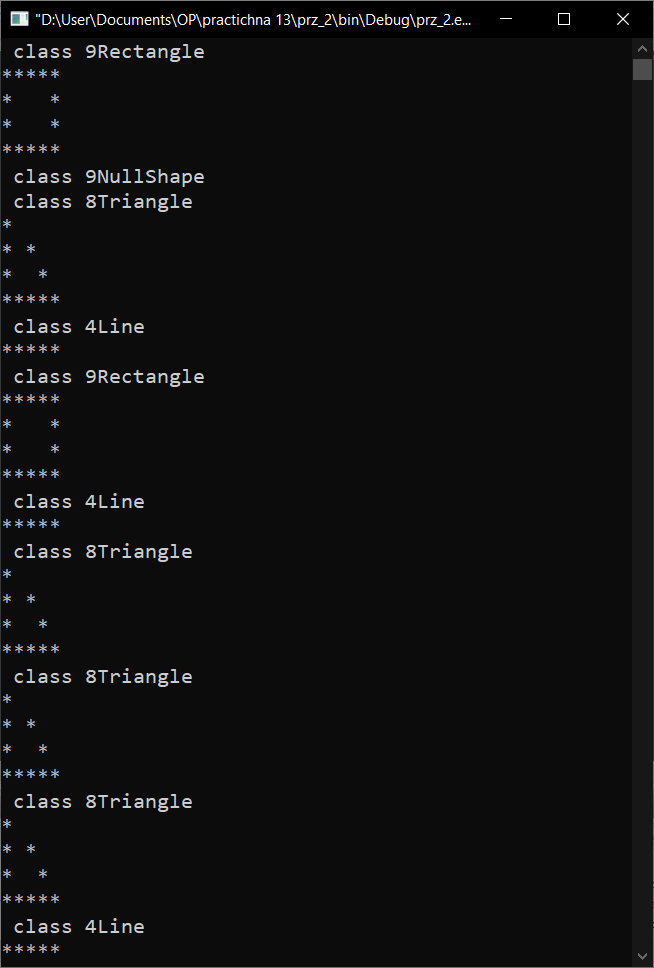 "D:\User\Documents\OP\practichna 13\prz_2\bin\Debug\prz_2.e...
 class 9Rectangle
*****
*   *
*   *
*****
 class 9NullShape
 class 8Triangle
*
* *
*  *
*****
 class 4Line
*****
 class 9Rectangle
*****
*   *
*   *
*****
 class 4Line
*****
 class 8Triangle
*
* *
*  *
*****
 class 8Triangle
*
* *
*  *
*****
 class 8Triangle
*
* *
*  *
*****
 class 4Line
*****